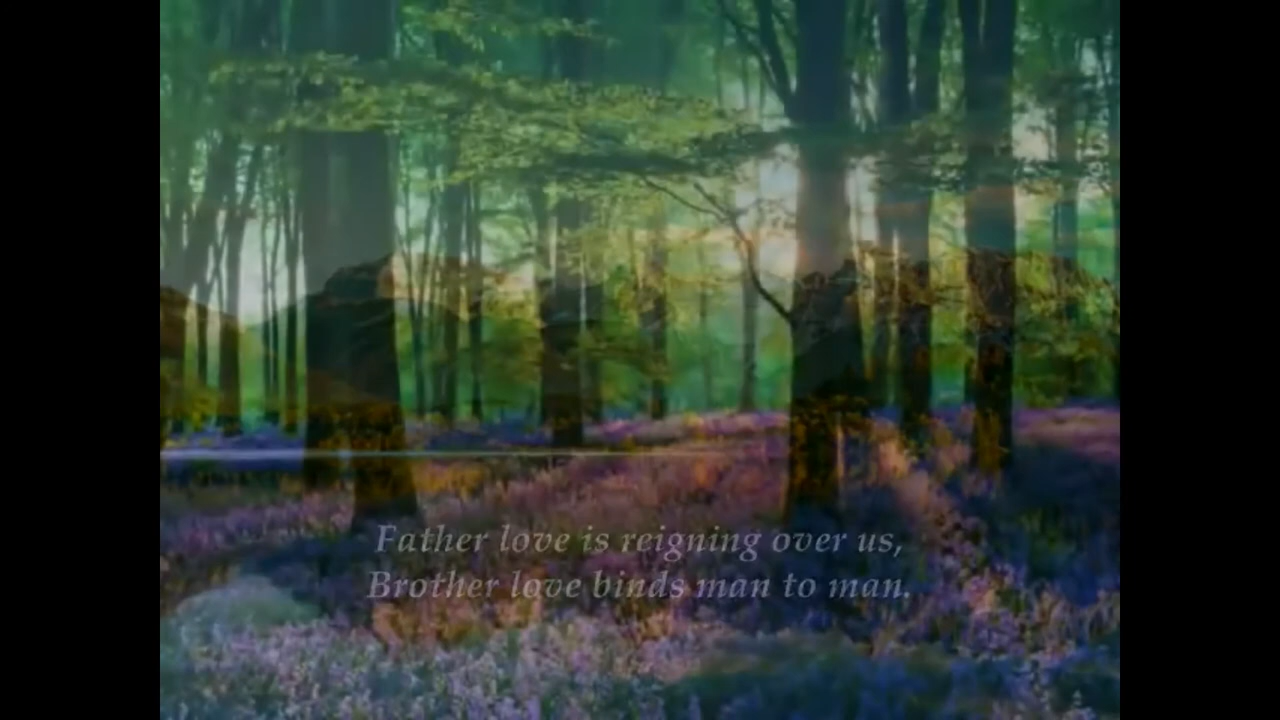 Father love is reigning over us,
Brother love binds man to man.